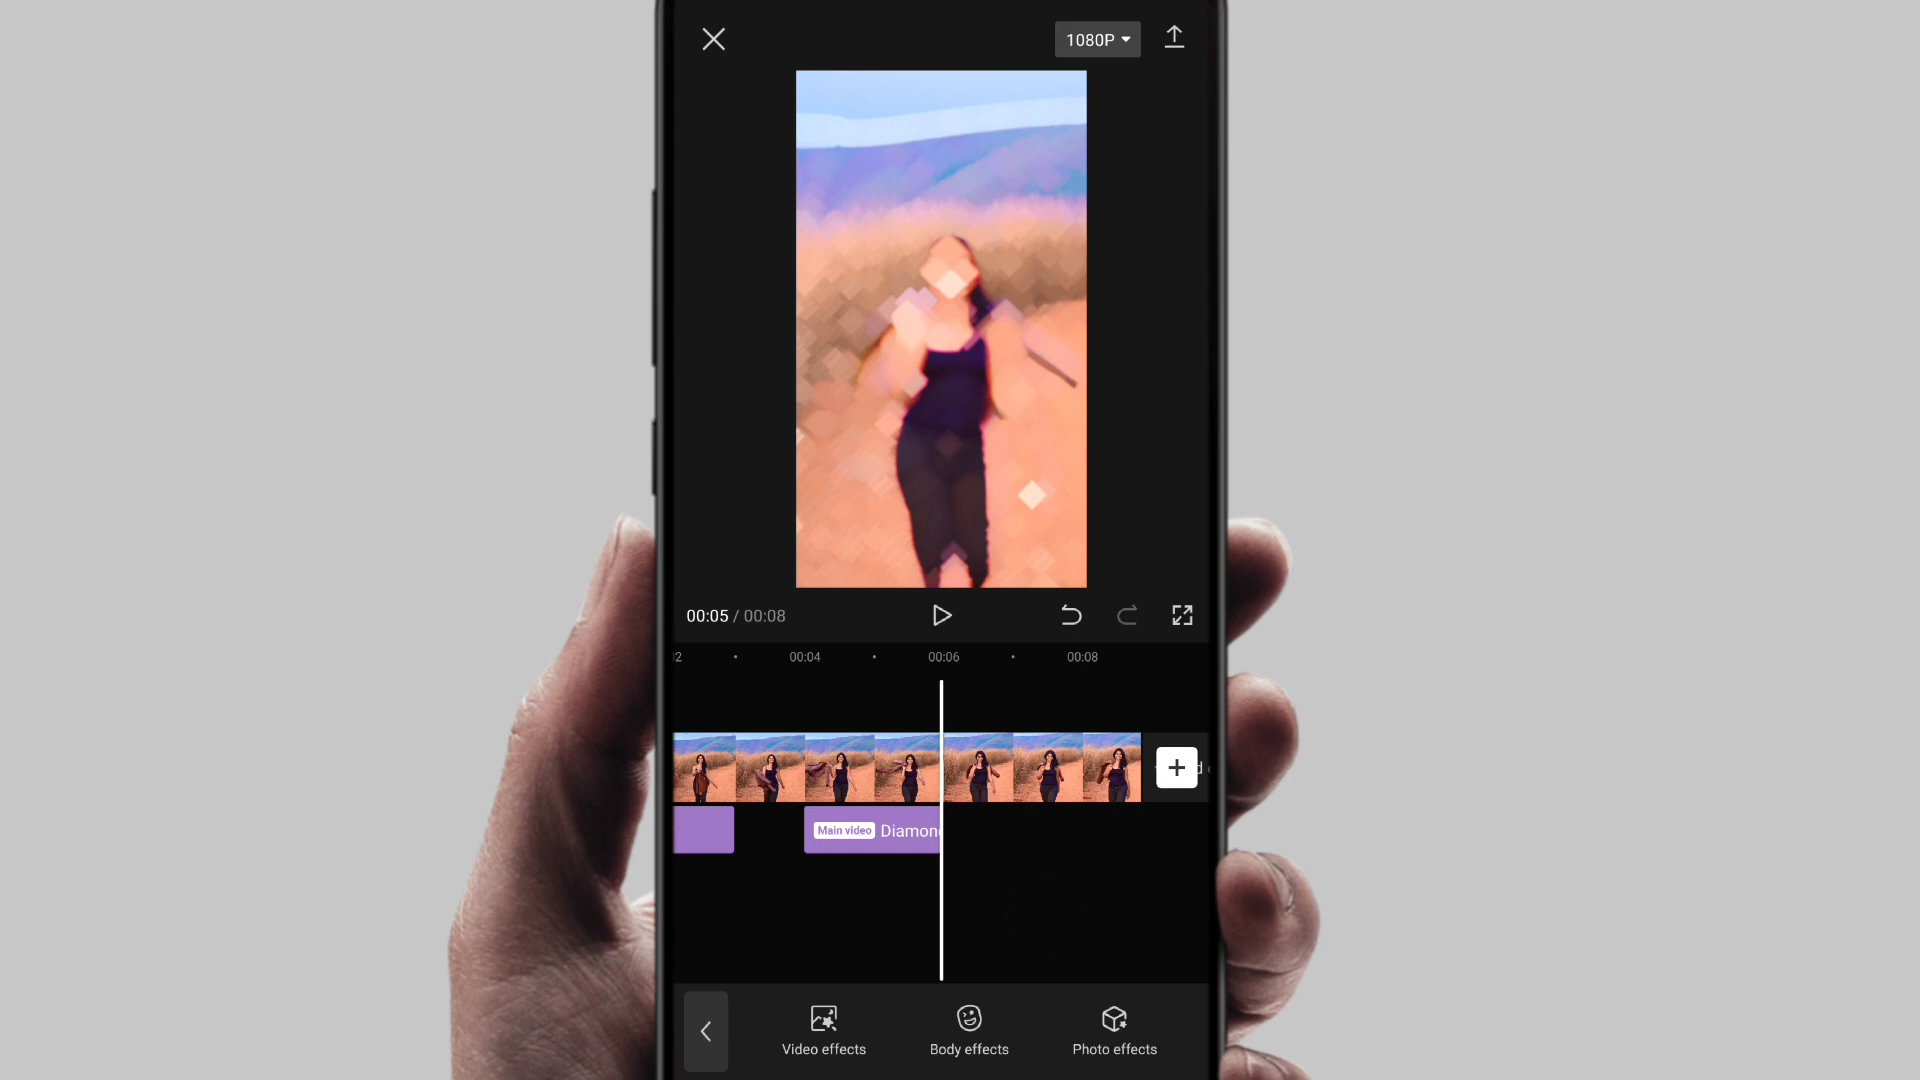 1080P
00:05 / 00:08
00:04
00:06
00:08
Main video Diamon
Video effects
Body effects
Photo effects